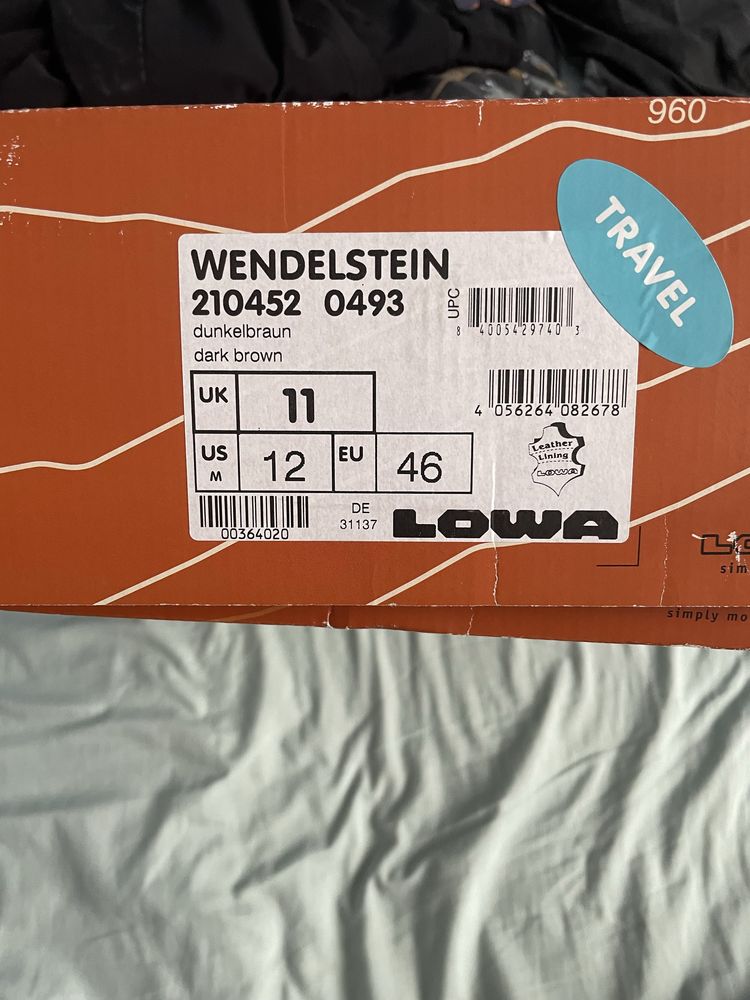 960
TRAVEL
WENDELSTEIN
210452 0493
dunkelbraun
dark brown
UPC
8 4005429740 3
UK 11
US M 12 EU 46
4 056264 082678
Leather
Lining
LOWA
00364020
DE
31137
LOWA
simply mo